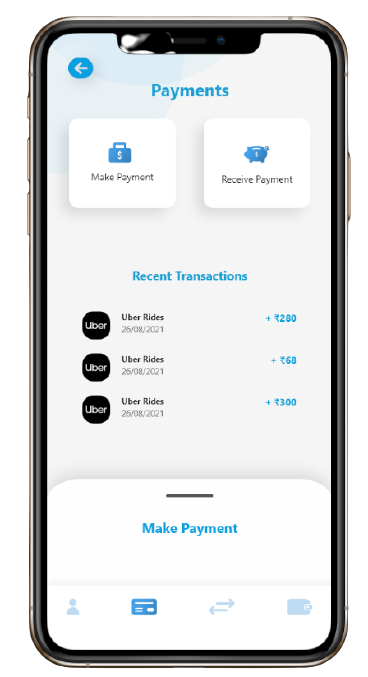 Payments
$
$
Make Payment
Receive Payment
Recent Transactions
Uber
Uber Rides
26/08/2021
+ ₹280
Uber
Uber Rides
26/08/2021
+ ₹68
Uber
Uber Rides
26/08/2021
+ ₹300
Make Payment